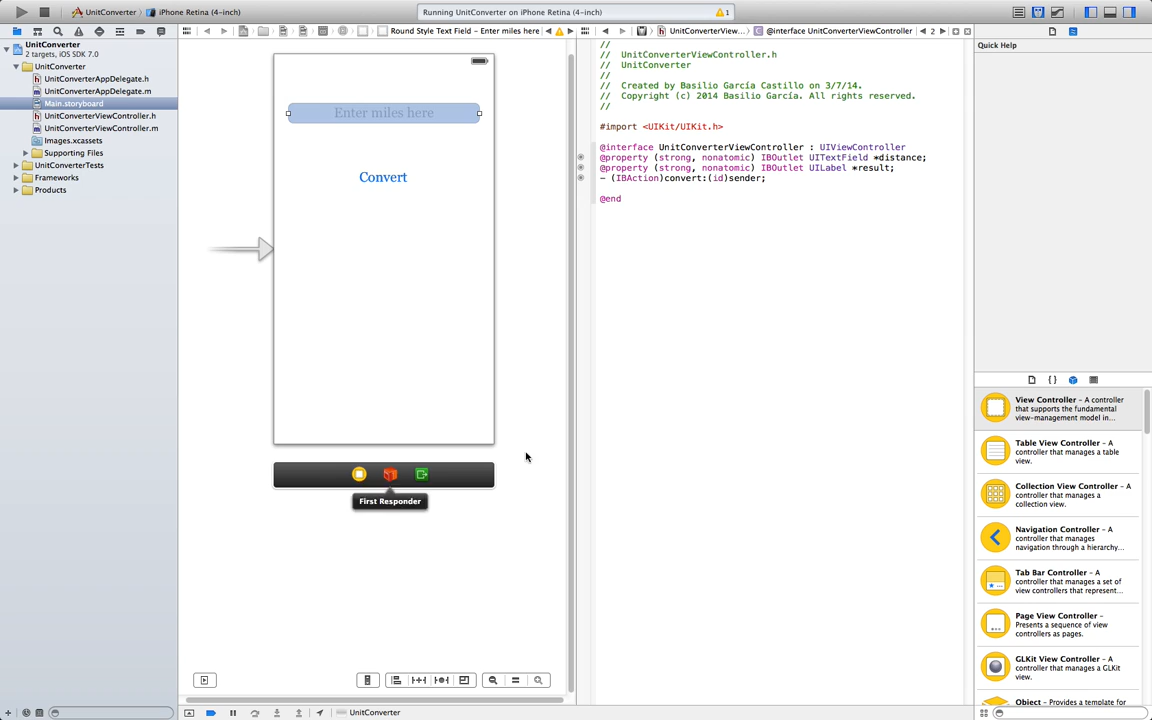 UnitConverter
iPhone Retina (4-inch)
Running UnitConverter on iPhone Retina (4-inch)
1
Round Style Text Field – Enter miles here
UnitConverterView...
@interface UnitConverterViewController
2
Quick Help
UnitConverter
2 targets, iOS SDK 7.0
UnitConverter
UnitConverterAppDelegate.h
UnitConverterAppDelegate.m
Main.storyboard
UnitConverterViewController.h
UnitConverterViewController.m
Images.xcassets
Supporting Files
UnitConverterTests
Frameworks
Products
Enter miles here
Convert
First Responder
//
//  UnitConverterViewController.h
//  UnitConverter
//
//  Created by Basilio García Castillo on 3/7/14.
//  Copyright (c) 2014 Basilio García. All rights reserved.
//
#import <UIKit/UIKit.h>
@interface UnitConverterViewController : UIViewController
@property (strong, nonatomic) IBOutlet UITextField *distance;
@property (strong, nonatomic) IBOutlet UILabel *result;
- (IBAction)convert:(id)sender;
@end
View Controller – A controller
that supports the fundamental
view-management model in...
Table View Controller – A
controller that manages a table
view.
Collection View Controller – A
controller that manages a
collection view.
Navigation Controller – A
controller that manages
navigation through a hierarchy...
Tab Bar Controller – A
controller that manages a set of
view controllers that represent...
Page View Controller –
Presents a sequence of view
controllers as pages.
GLKit View Controller – A
controller that manages a GLKit
view.
Object – Provides a template for
UnitConverter